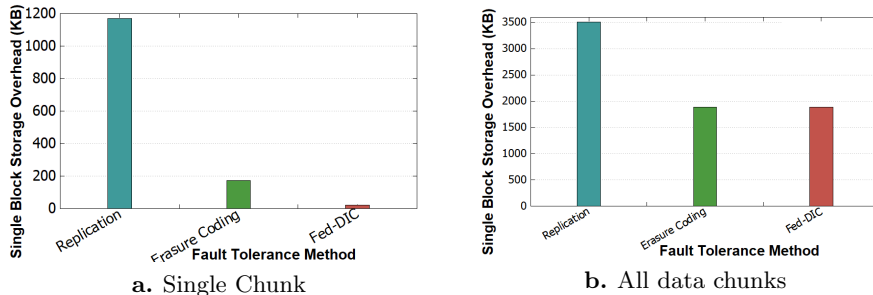 Single Block Storage Overhead (KB)
1200
1000
800
600
400
200
0
Replication
Erasure Coding
Fed-DIC
Fault Tolerance Method
a. Single Chunk
Single Block Storage Overhead (KB)
3500
3000
2500
2000
1500
1000
500
0
Replication
Erasure Coding
Fed-DIC
Fault Tolerance Method
b. All data chunks